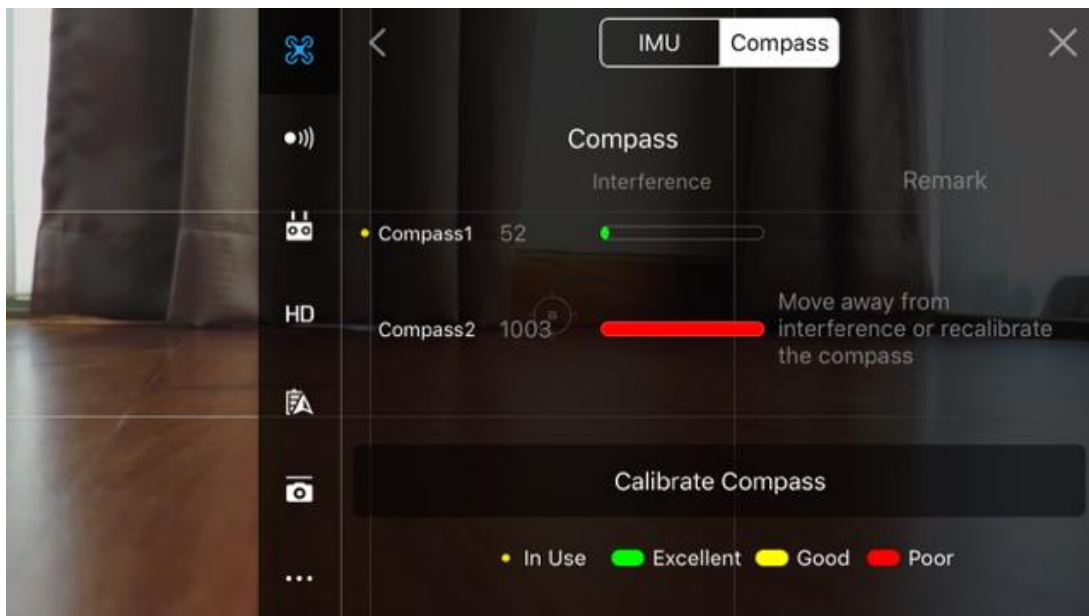 IMU Compass
Compass
Interference Remark
Compass1 52
HD
Compass2 1003
Move away from
interference or recalibrate
the compass
Calibrate Compass
In Use Excellent Good Poor